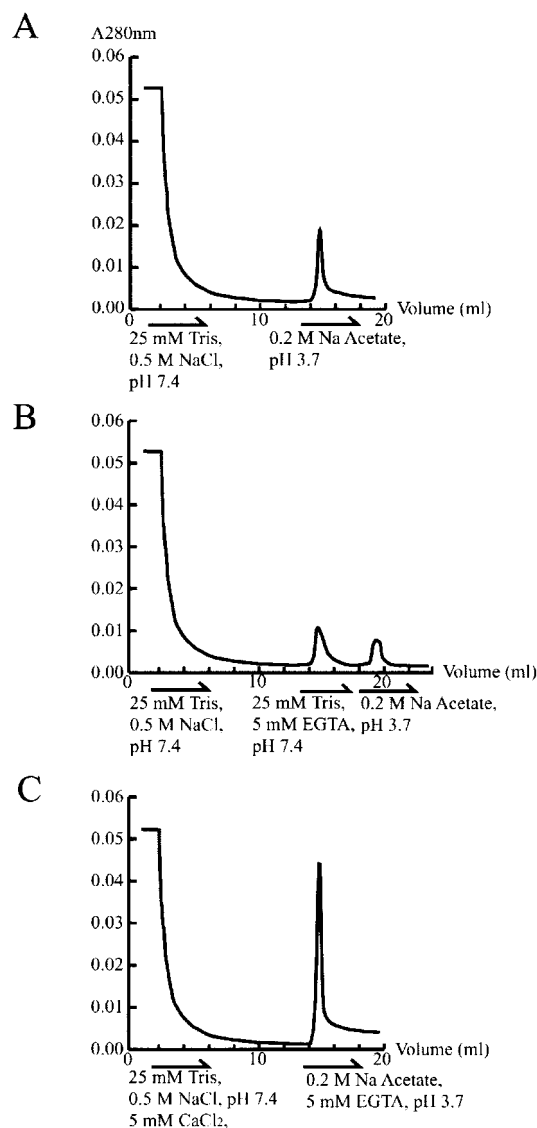 A
A280nm
0.06
0.05
0.04
0.03
0.02
0.01
0.00
0 10 20 Volume (ml)
25 mM Tris, 0.2 M Na Acetate,
0.5 M NaCl, pH 3.7
pH 7.4
B
0.06
0.05
0.04
0.03
0.02
0.01
0.00
0 10 20 Volume (ml)
25 mM Tris, 25 mM Tris, 0.2 M Na Acetate,
0.5 M NaCl, 5 mM EGTA, pH 3.7
pH 7.4 pH 7.4
C
0.06
0.05
0.04
0.03
0.02
0.01
0.00
0 10 20 Volume (ml)
25 mM Tris, 0.2 M Na Acetate,
0.5 M NaCl, pH 7.4 5 mM EGTA, pH 3.7
5 mM CaCl2,